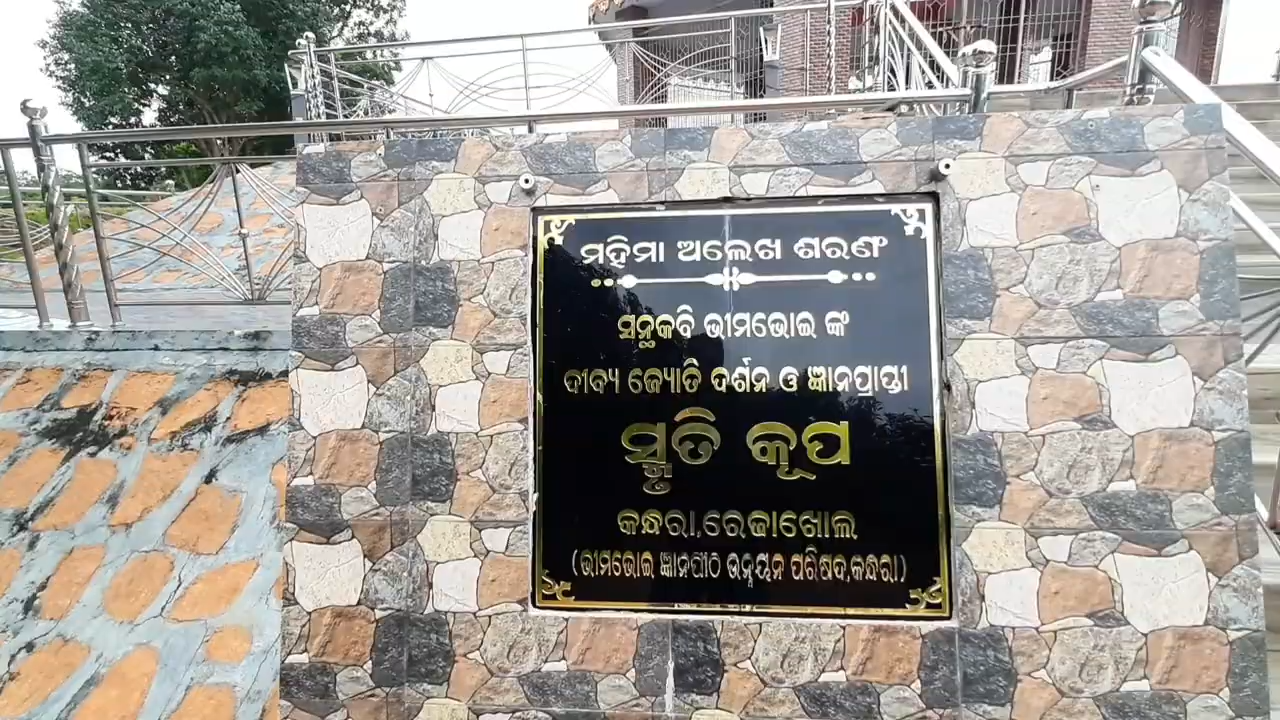 ମହିମା ଅଲେଖ ଶରଣ
ସନ୍ଥକବି ଭୀମଭୋଇ ଙ୍କ
ଦୀବ୍ୟ ଜ୍ୟୋତି ଦର୍ଶନ ଓ ଜ୍ଞାନପ୍ରାପ୍ତୀ
ସ୍ମୃତି କୂପ
କନ୍ଧରା,ରେଢାଖୋଲ
(ଭୀମଭୋଇ ଜ୍ଞାନପୀଠ ଉନ୍ନୟନ ପରିଷଦ,କନ୍ଧରା)